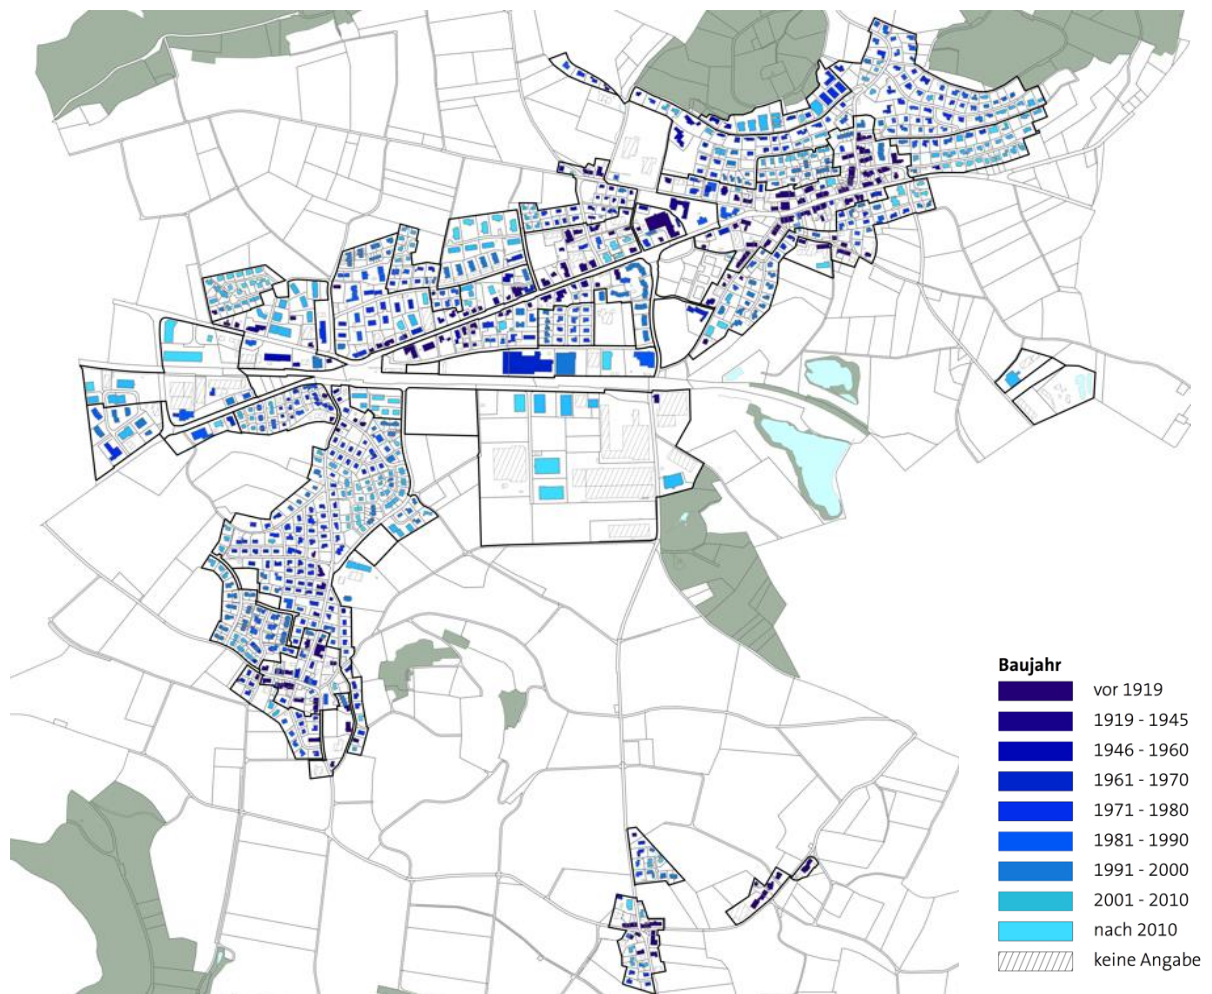 Baujahr
vor 1919
1919 - 1945
1946 - 1960
1961 - 1970
1971 - 1980
1981 - 1990
1991 - 2000
2001 - 2010
nach 2010
keine Angabe